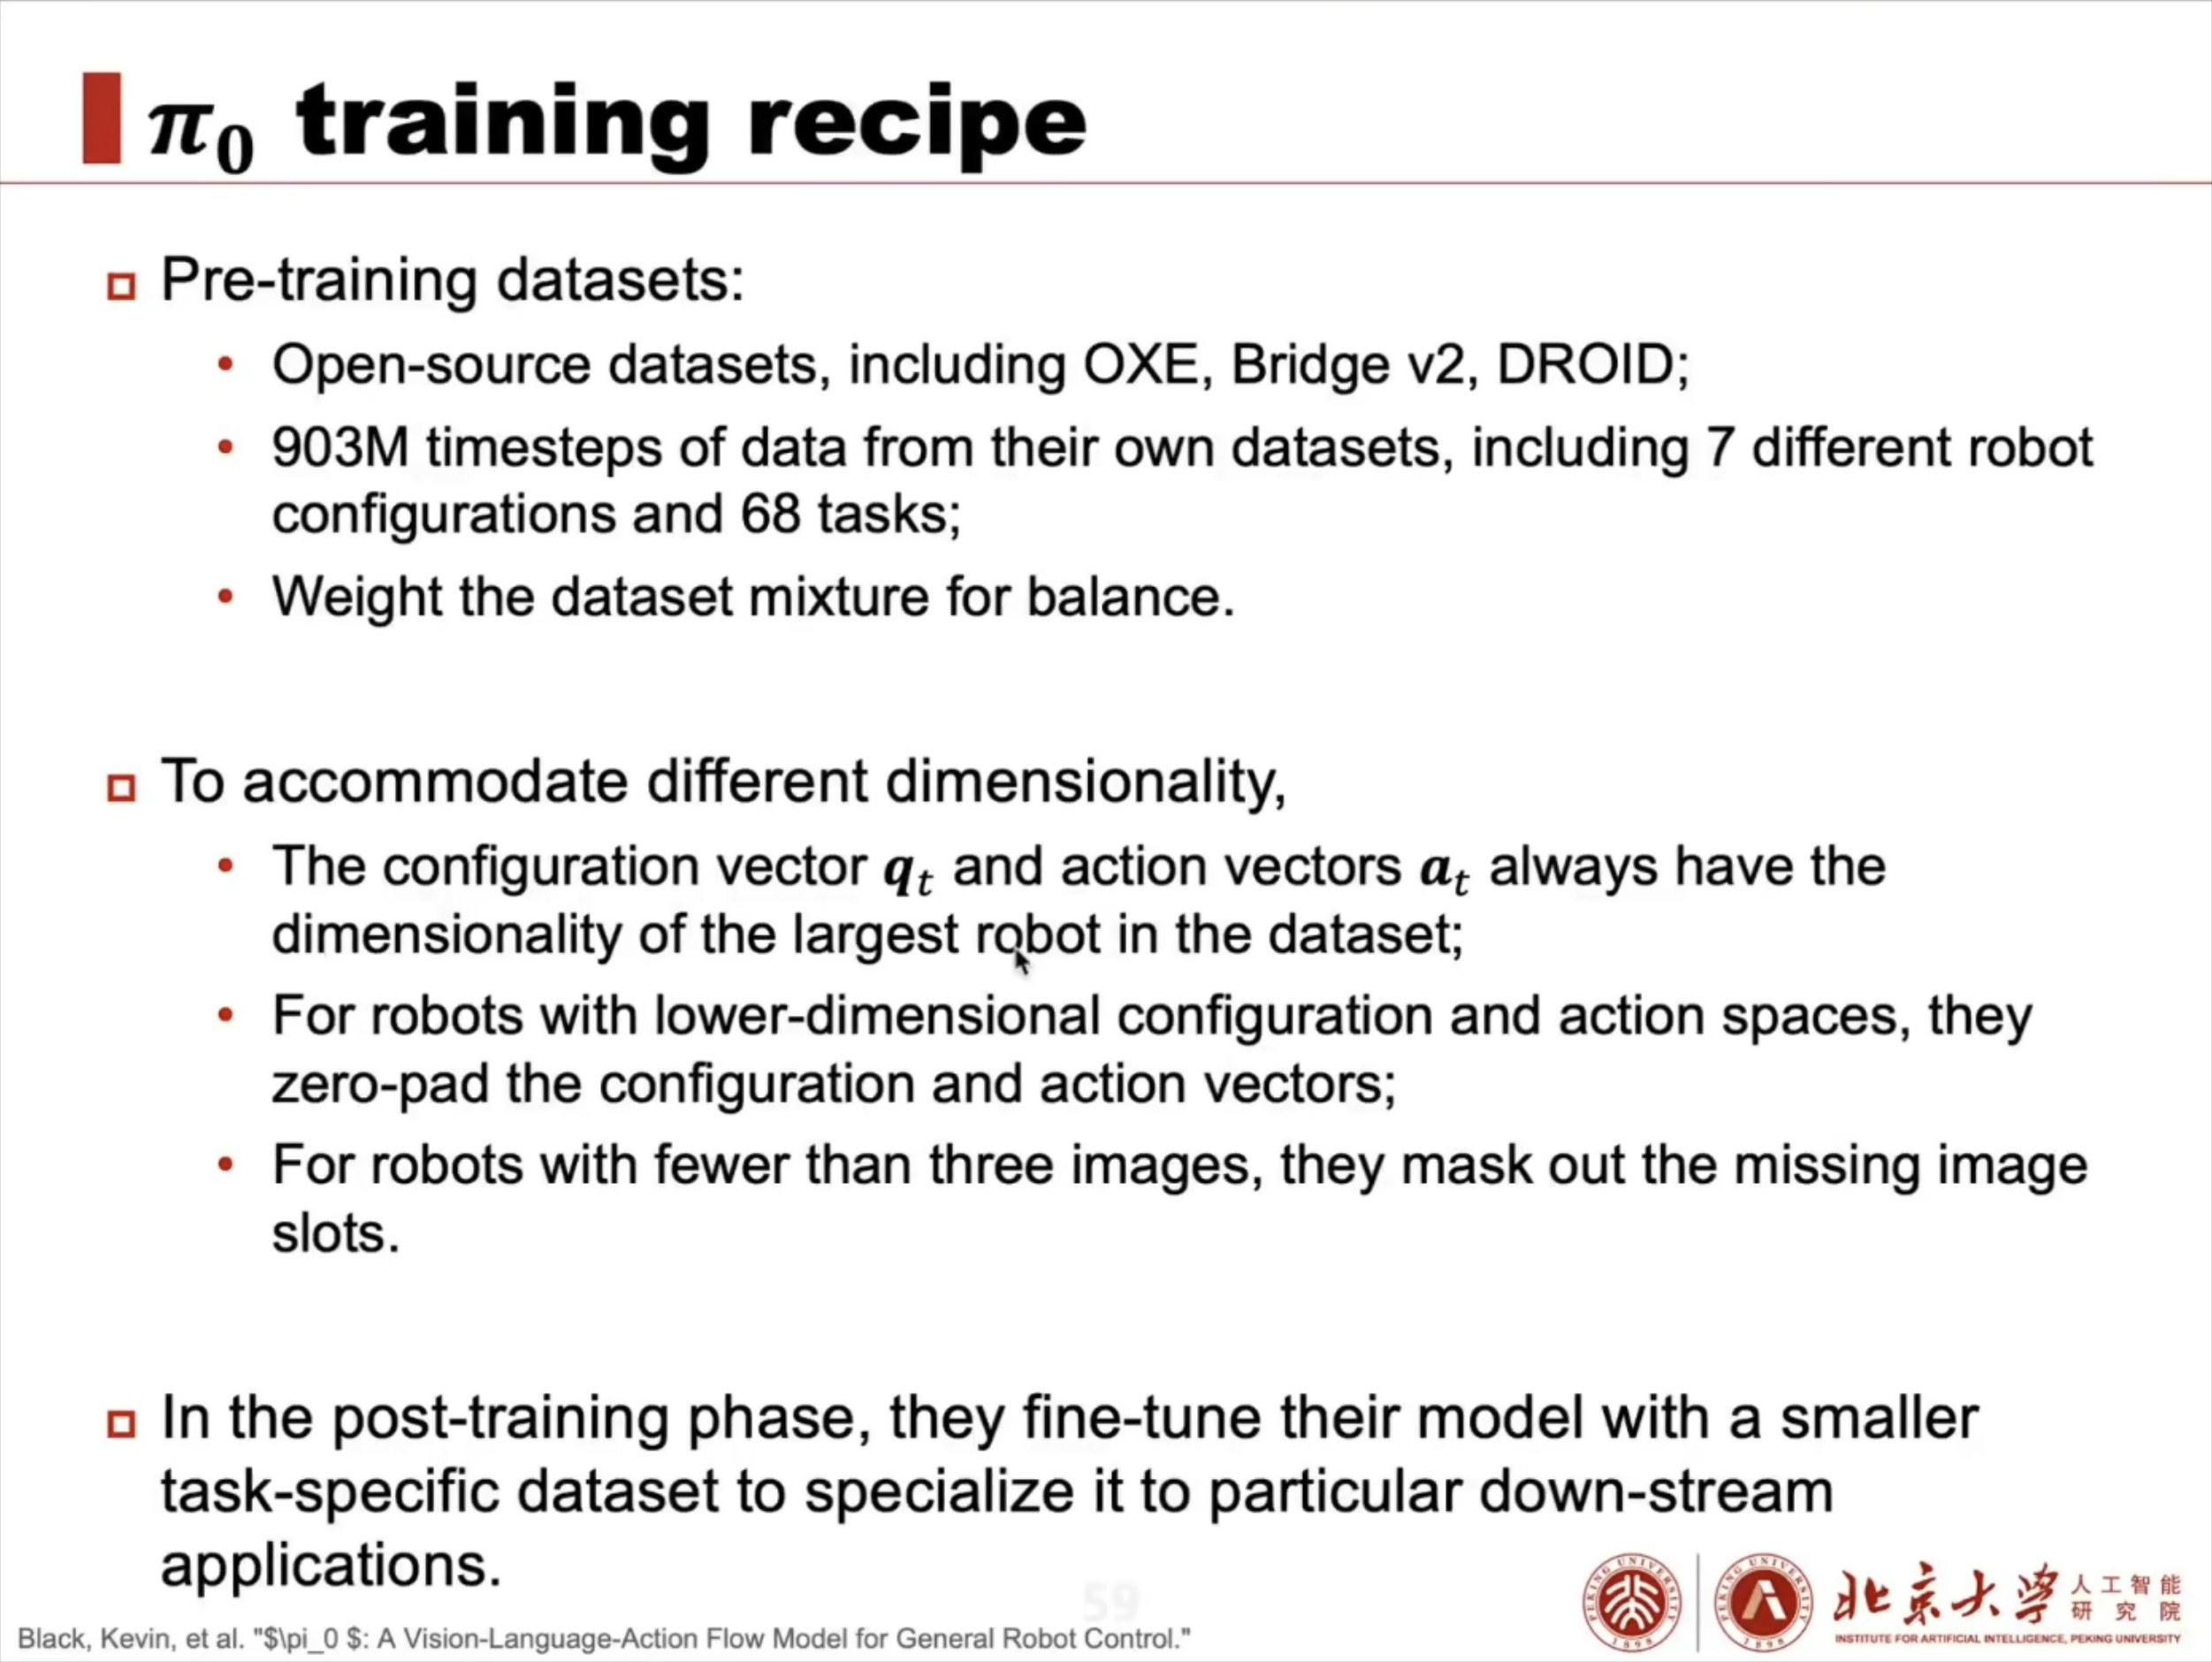 π₀ training recipe
Pre-training datasets:
• Open-source datasets, including OXE, Bridge v2, DROID;
• 903M timesteps of data from their own datasets, including 7 different robot
configurations and 68 tasks;
• Weight the dataset mixture for balance.
To accommodate different dimensionality,
• The configuration vector qₜ and action vectors aₜ always have the
dimensionality of the largest robot in the dataset;
• For robots with lower-dimensional configuration and action spaces, they
zero-pad the configuration and action vectors;
• For robots with fewer than three images, they mask out the missing image
slots.
In the post-training phase, they fine-tune their model with a smaller
task-specific dataset to specialize it to particular down-stream
applications.
59
Black, Kevin, et al. "$\pi_0 $: A Vision-Language-Action Flow Model for General Robot Control."
PEKING UNIVERSITY
1898
PEKING UNIVERSITY
1898
北京大学
人工智能
研究院
INSTITUTE FOR ARTIFICIAL INTELLIGENCE, PEKING UNIVERSITY